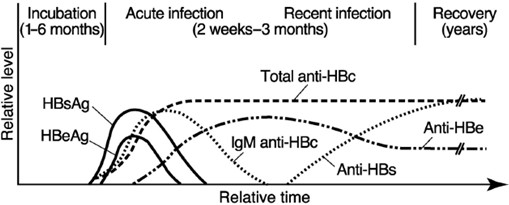 Incubation
(1–6 months)
Acute infection
Recent infection
(2 weeks–3 months)
Recovery
(years)
Relative level
Total anti-HBc
HBsAg
HBeAg
IgM anti-HBc
Anti-HBs
Anti-HBe
Relative time